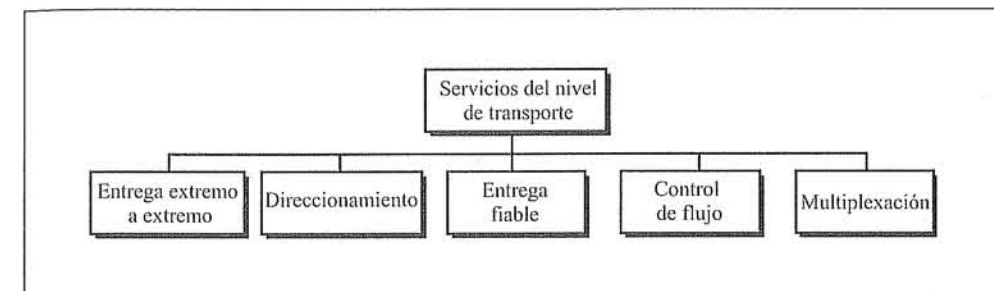 Servicios del nivel
de transporte
Entrega extremo
a extremo
Direccionamiento
Entrega
fiable
Control
de flujo
Multiplexación